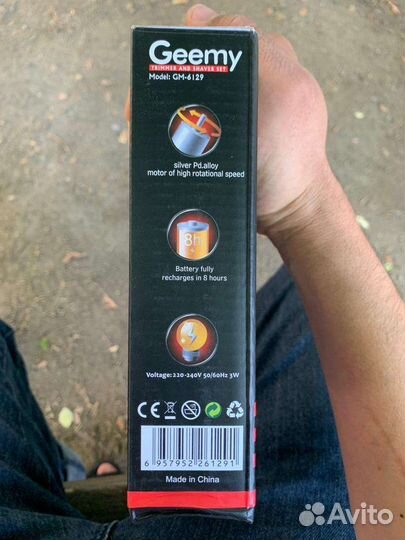 Geemy
TRIMMER AND SHAVER SET
Model: GM-6129
silver Pd.alloy
motor of high rotational speed
8h
Battery fully
recharges in 8 hours
Voltage:220-240V 50/60Hz 3W
CE
6 957952 261291
Made in China
Avito